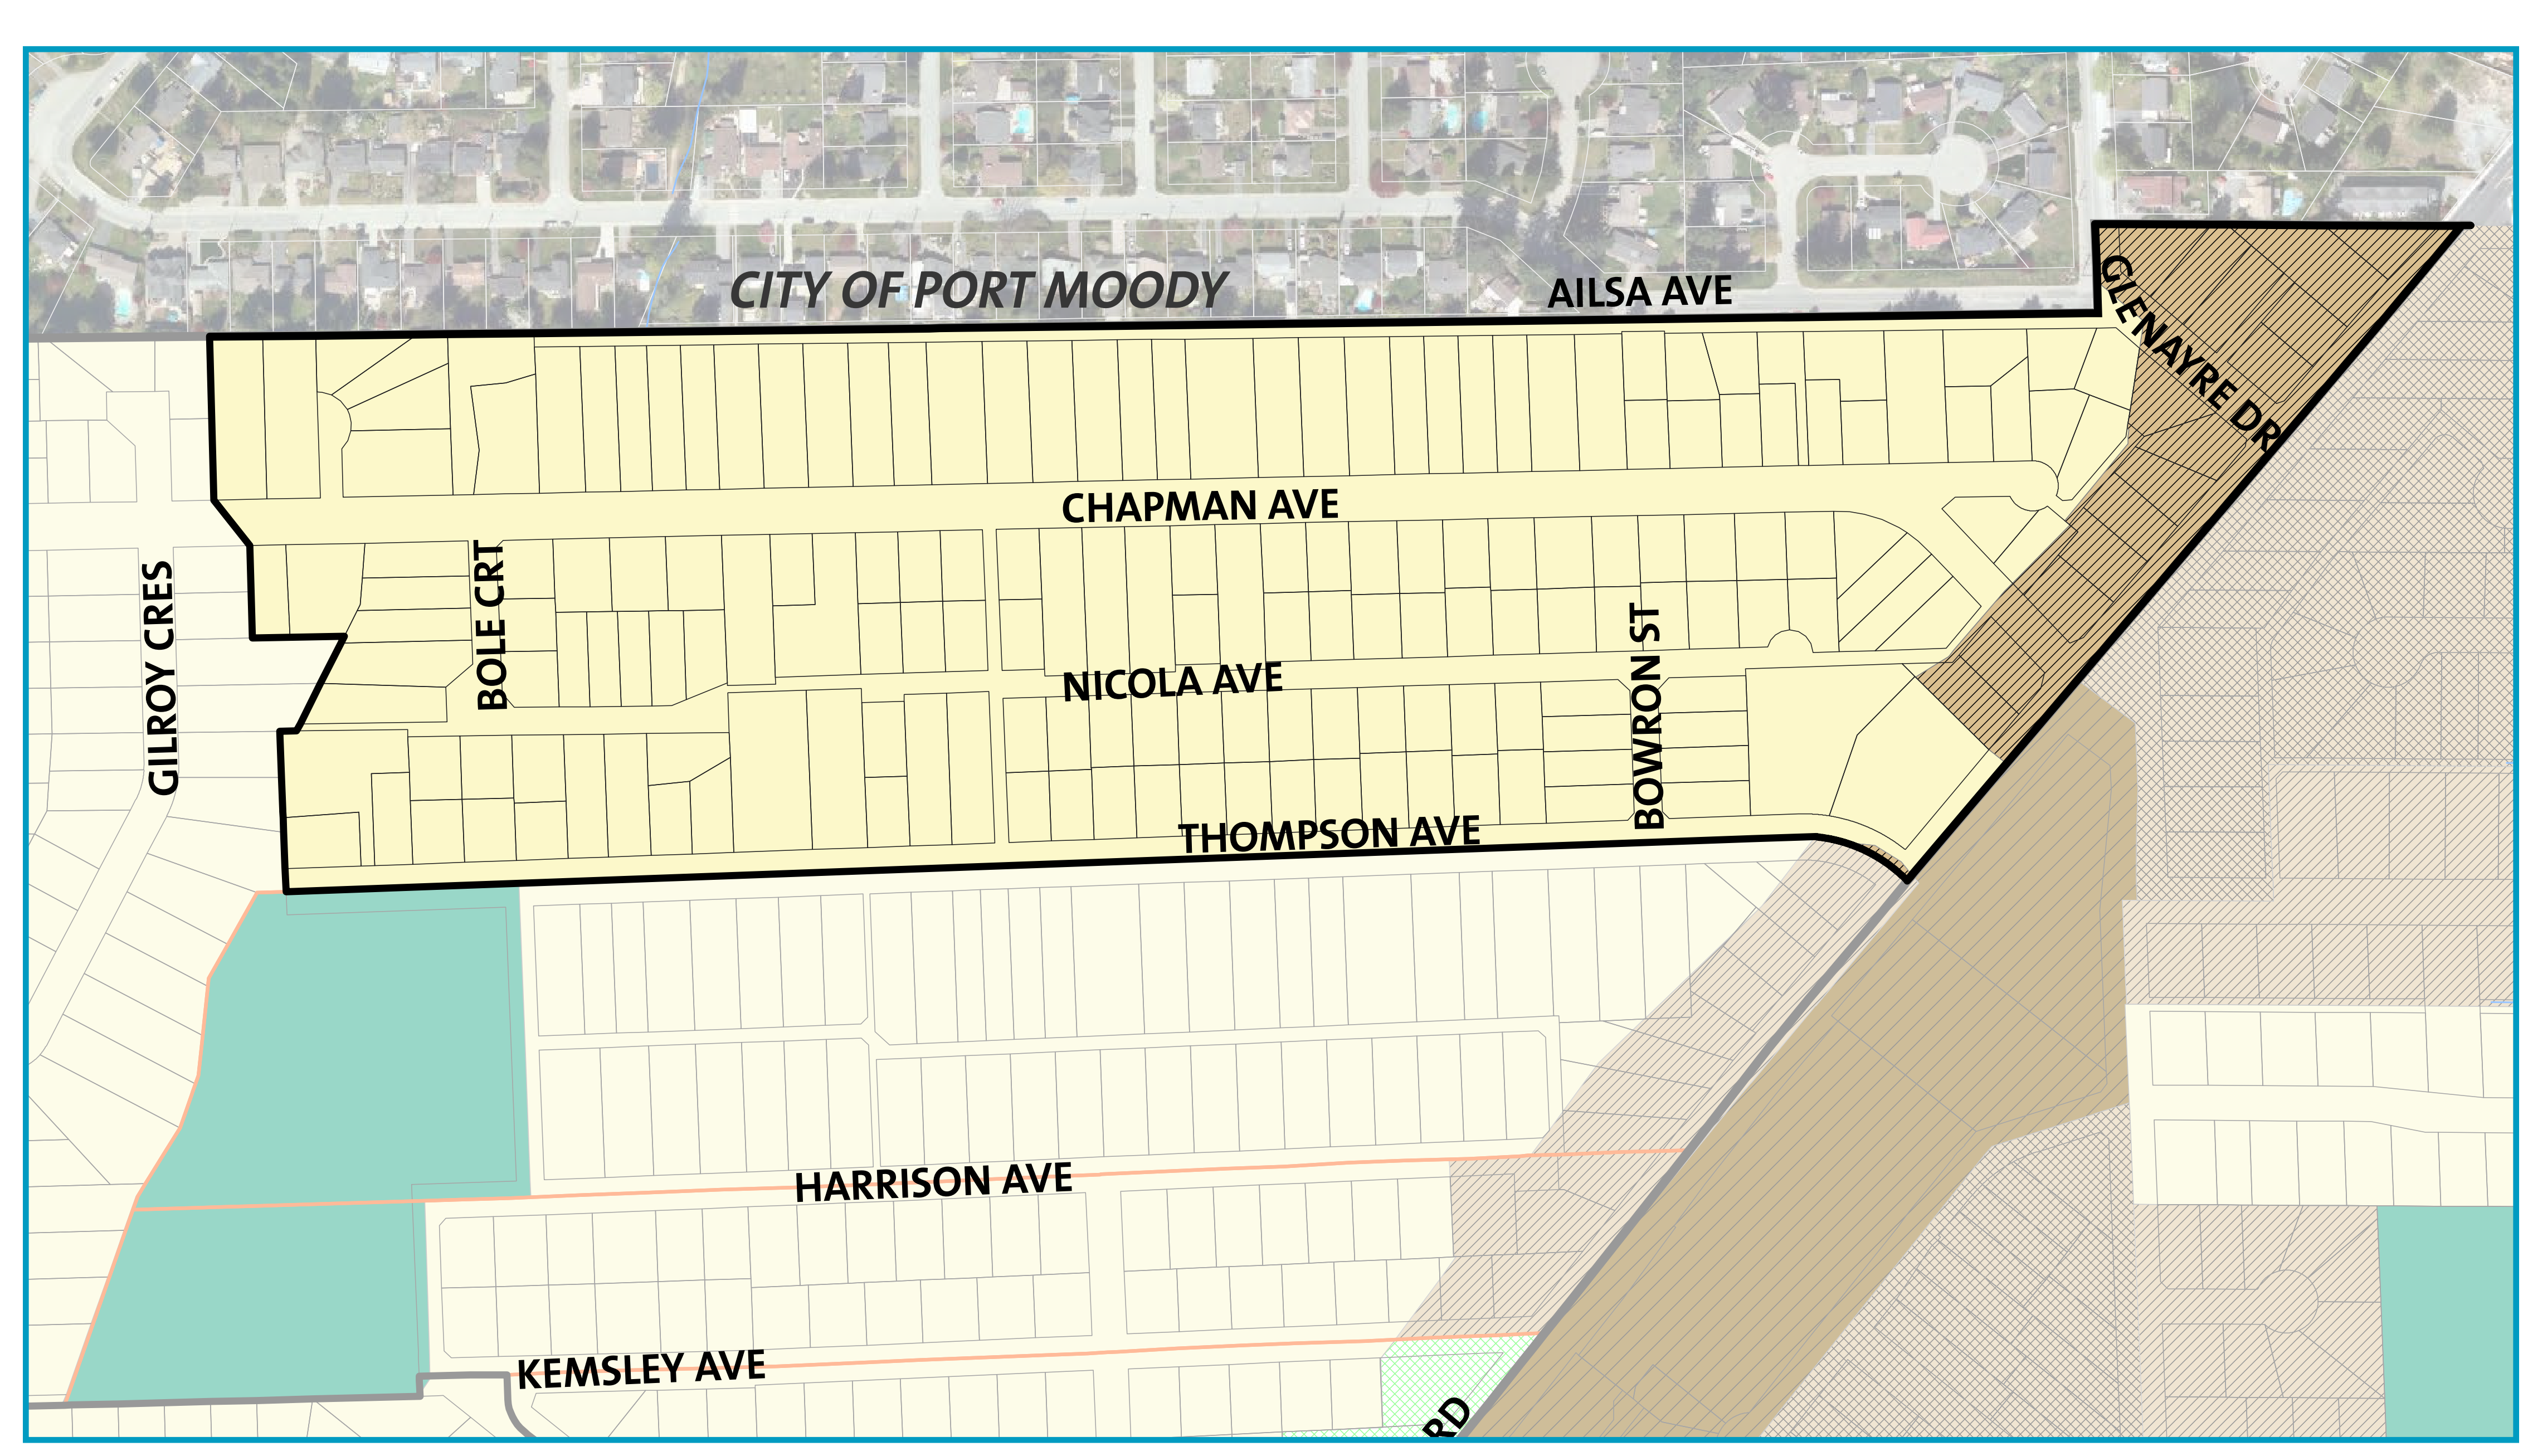 CITY OF PORT MOODY
AILSA AVE
GLENAYRE DR
CHAPMAN AVE
BOLE CRT
GILROY CRES
NICOLA AVE
BOWRON ST
THOMPSON AVE
HARRISON AVE
KEMSLEY AVE
RD